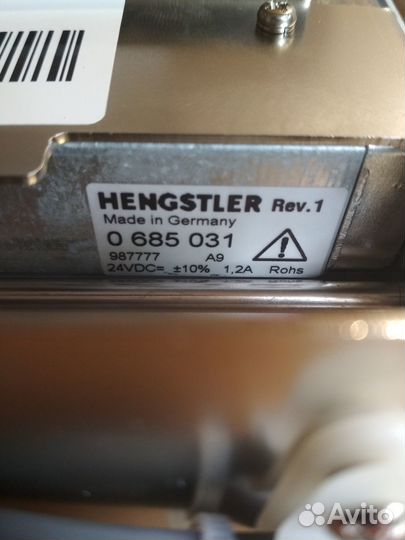 HENGSTLER Rev.1
Made in Germany
0 685 031
987777 A9
24VDC= ±10% 1,2A Rohs
Avito